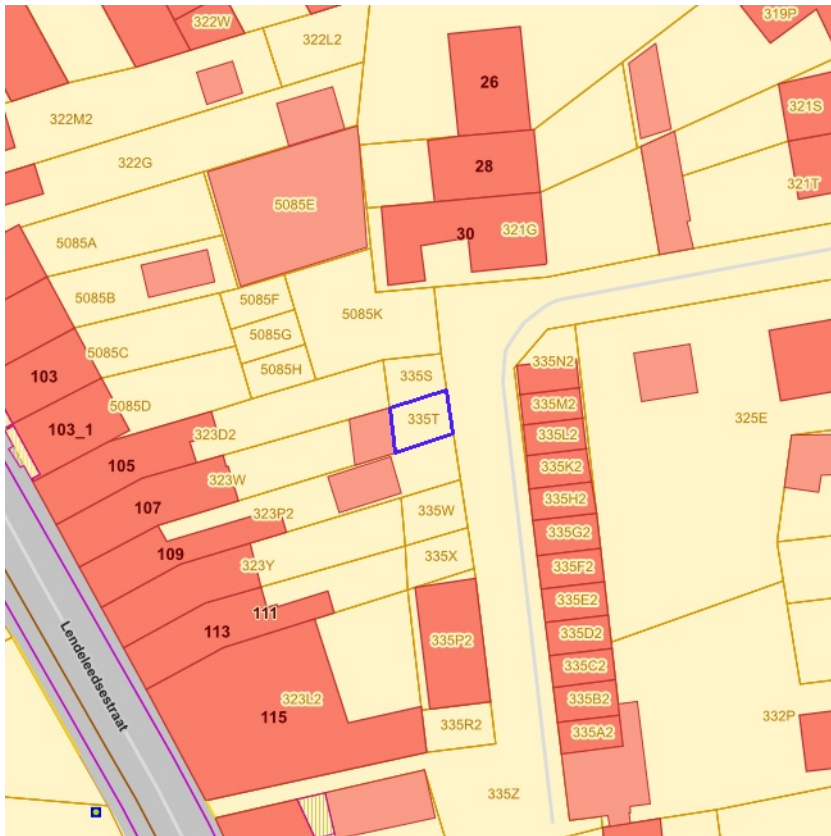 322W
319P
322L2
26
321S
322M2
322G
28
321T
5085E
30
321G
5085A
5085B
5085F
5085K
5085G
5085C
5085H
103
335S
335N2
5085D
335M2
335T
325E
103_1
323D2
335L2
105
335K2
323W
335H2
107
323P2
335W
335G2
109
335X
323Y
335F2
335E2
111
113
335P2
335D2
335C2
Lendeleedsestraat
323L2
335B2
115
335R2
335A2
332P
335Z